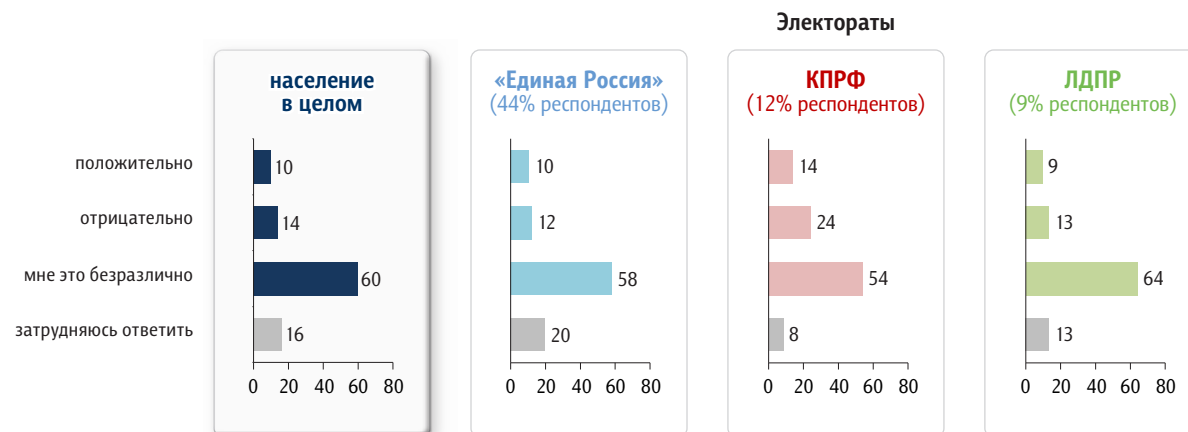 Электораты
население
в целом
«Единая Россия»
(44% респондентов)
КПРФ
(12% респондентов)
ЛДПР
(9% респондентов)
положительно
10
10
14
9
отрицательно
14
12
24
13
мне это безразлично
60
58
54
64
затрудняюсь ответить
16
20
8
13
0 20 40 60 80
0 20 40 60 80
0 20 40 60 80
0 20 40 60 80